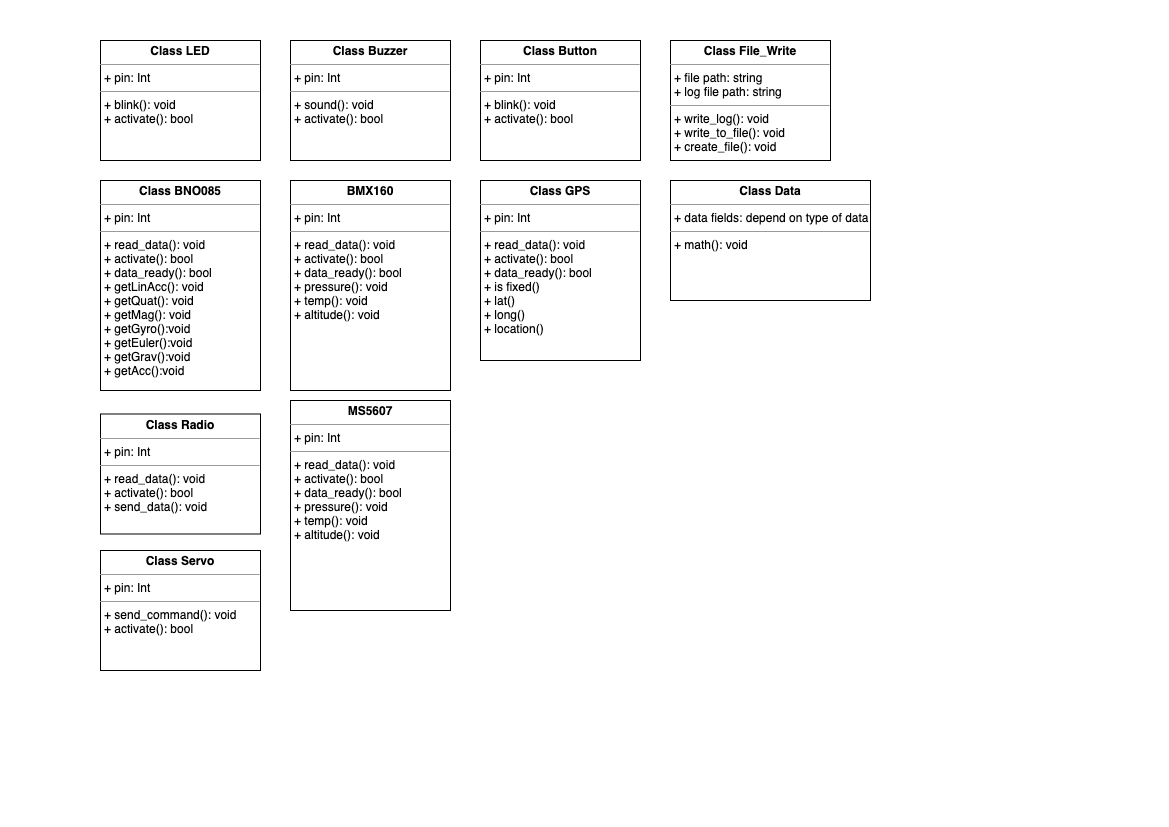 Class LED
+ pin: Int
+ blink(): void
+ activate(): bool
Class Buzzer
+ pin: Int
+ sound(): void
+ activate(): bool
Class Button
+ pin: Int
+ blink(): void
+ activate(): bool
Class File_Write
+ file path: string
+ log file path: string
+ write_log(): void
+ write_to_file(): void
+ create_file(): void
Class BNO085
+ pin: Int
+ read_data(): void
+ activate(): bool
+ data_ready(): bool
+ getLinAcc(): void
+ getQuat(): void
+ getMag(): void
+ getGyro():void
+ getEuler():void
+ getGrav():void
+ getAcc():void
BMX160
+ pin: Int
+ read_data(): void
+ activate(): bool
+ data_ready(): bool
+ pressure(): void
+ temp(): void
+ altitude(): void
Class GPS
+ pin: Int
+ read_data(): void
+ activate(): bool
+ data_ready(): bool
+ is fixed()
+ lat()
+ long()
+ location()
Class Data
+ data fields: depend on type of data
+ math(): void
Class Radio
+ pin: Int
+ read_data(): void
+ activate(): bool
+ send_data(): void
MS5607
+ pin: Int
+ read_data(): void
+ activate(): bool
+ data_ready(): bool
+ pressure(): void
+ temp(): void
+ altitude(): void
Class Servo
+ pin: Int
+ send_command(): void
+ activate(): bool